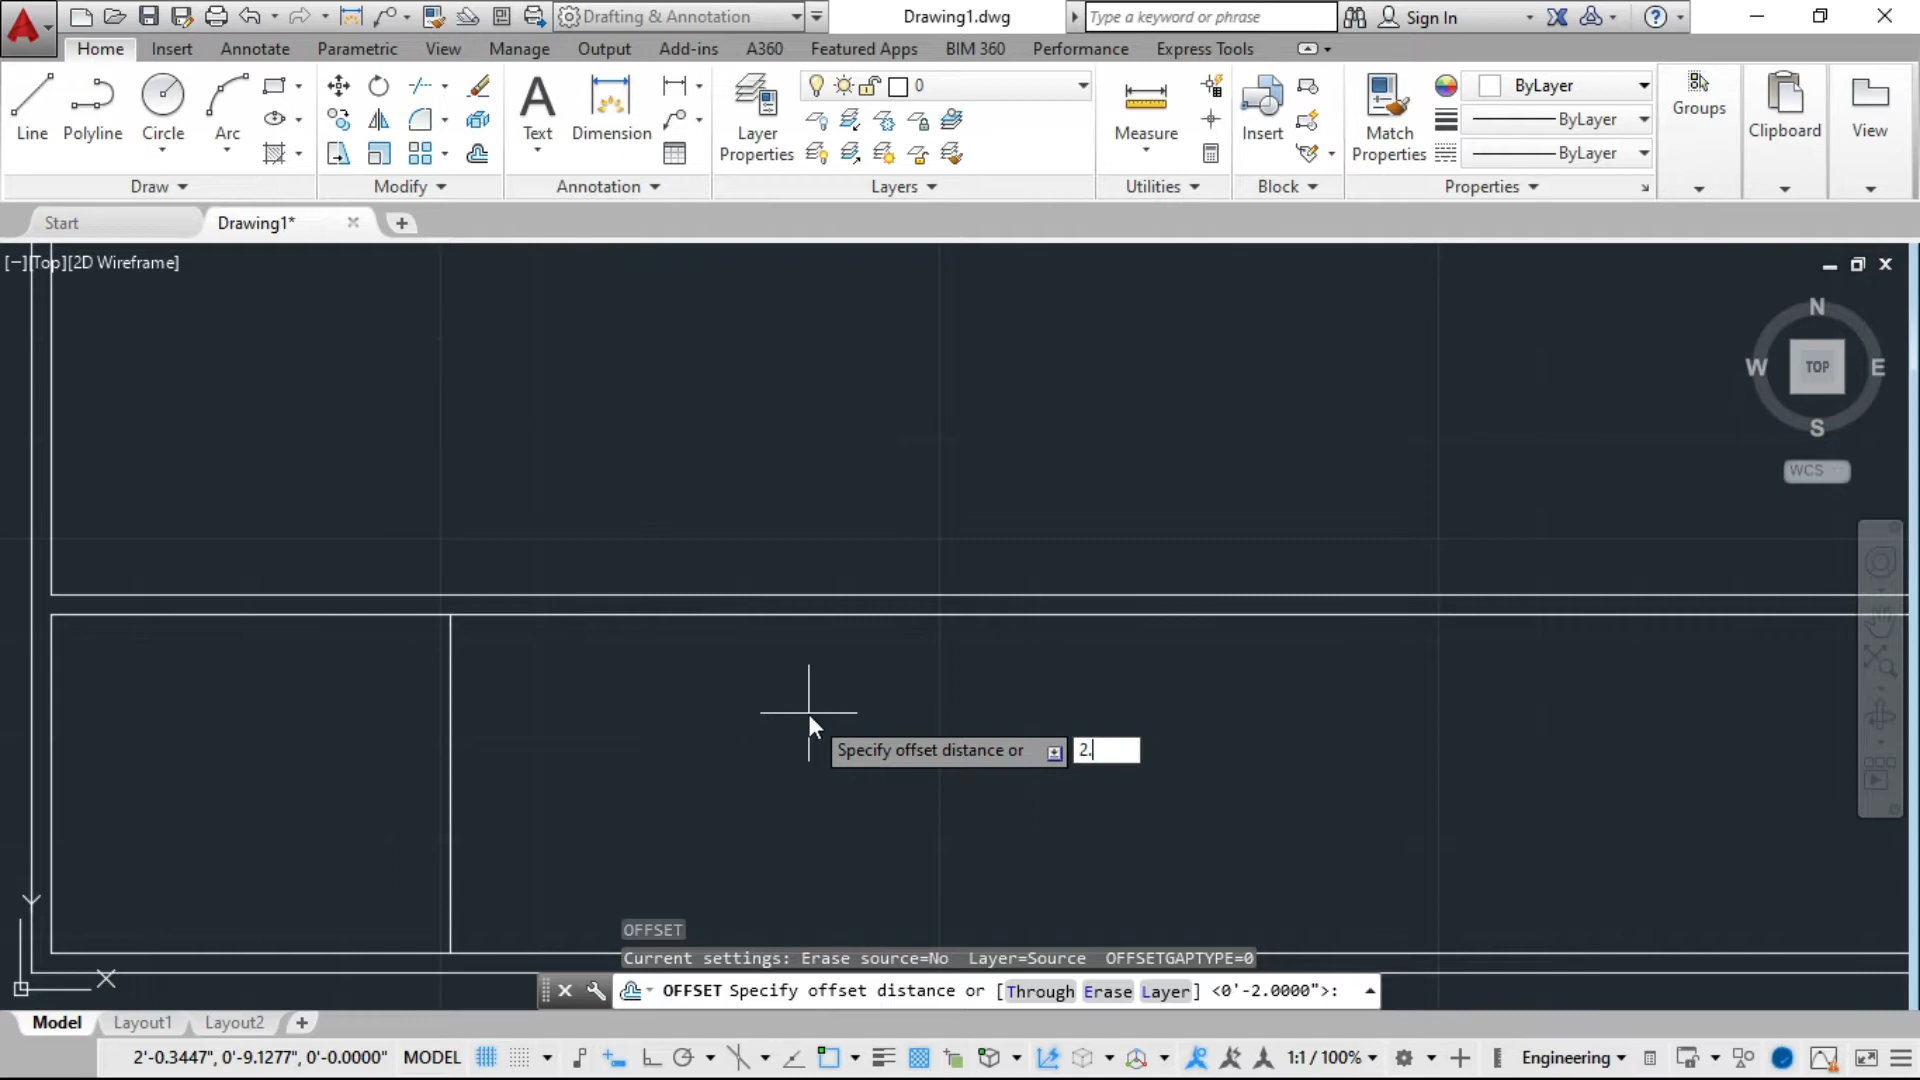 Drafting & Annotation
Drawing1.dwg
Type a keyword or phrase
Sign In
Home Insert Annotate Parametric View Manage Output Add-ins A360 Featured Apps BIM 360 Performance Express Tools
0
ByLayer
Line Polyline Circle Arc
Text Dimension
Layer Properties
Measure
Insert
Match Properties
ByLayer
ByLayer
Groups
Clipboard
View
Draw Modify Annotation Layers Utilities Block Properties
Start Drawing1*
[−][Top][2D Wireframe]
N
W TOP E
S
WCS
Specify offset distance or 2.
Y
X
OFFSET
Current settings: Erase source=No Layer=Source OFFSETGAPTYPE=0
OFFSET Specify offset distance or [Through Erase Layer] <0'-2.0000">:
Model Layout1 Layout2
2'-0.3447", 0'-9.1277", 0'-0.0000" MODEL 1:1 / 100% Engineering